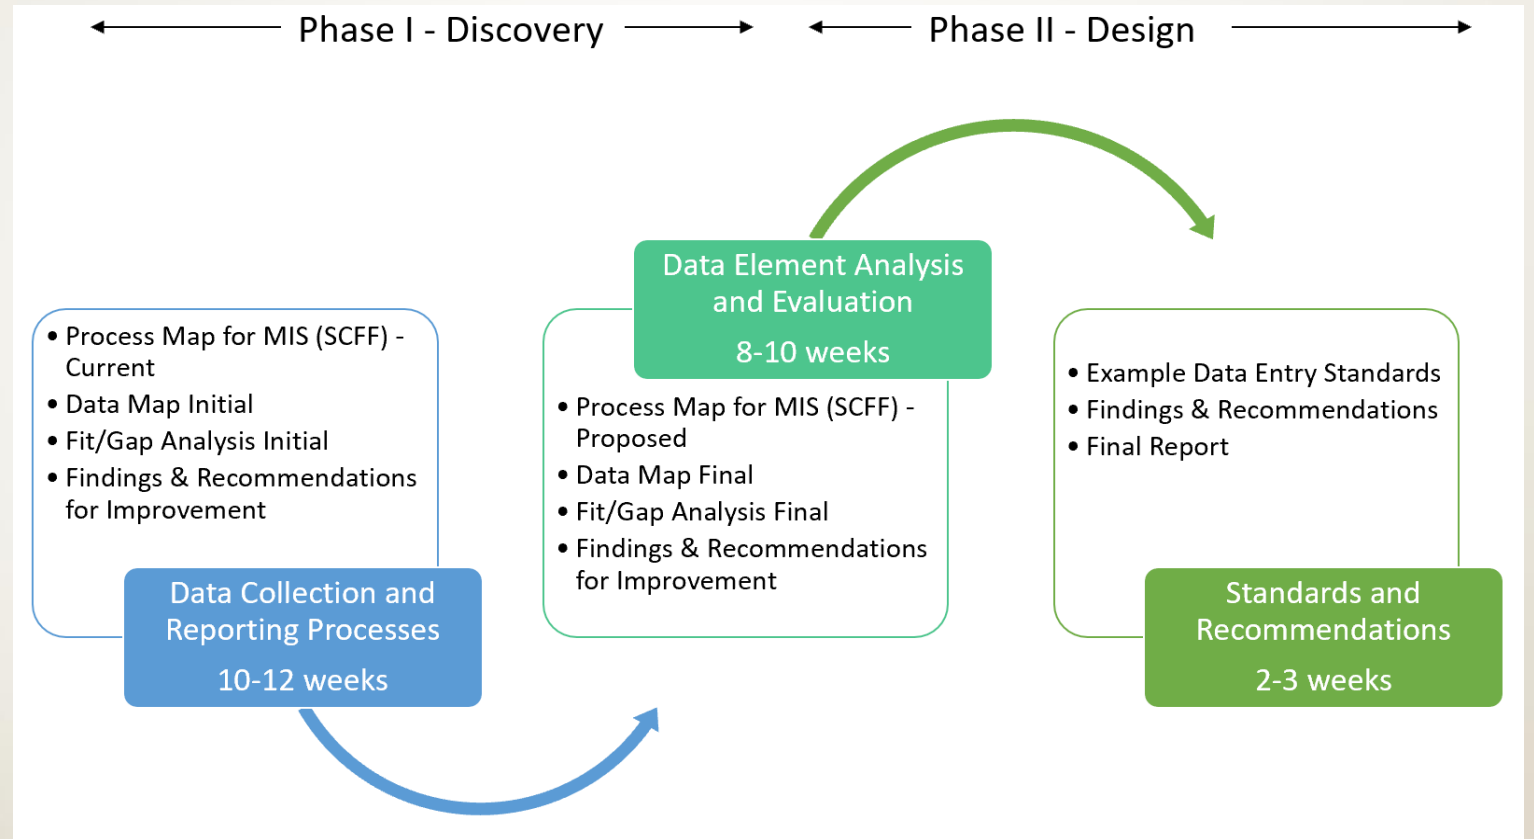 Phase I - Discovery
Phase II - Design
• Process Map for MIS (SCFF) -
Current
• Data Map Initial
• Fit/Gap Analysis Initial
• Findings & Recommendations
for Improvement
Data Collection and
Reporting Processes
10-12 weeks
Data Element Analysis
and Evaluation
8-10 weeks
• Process Map for MIS (SCFF) -
Proposed
• Data Map Final
• Fit/Gap Analysis Final
• Findings & Recommendations
for Improvement
• Example Data Entry Standards
• Findings & Recommendations
• Final Report
Standards and
Recommendations
2-3 weeks